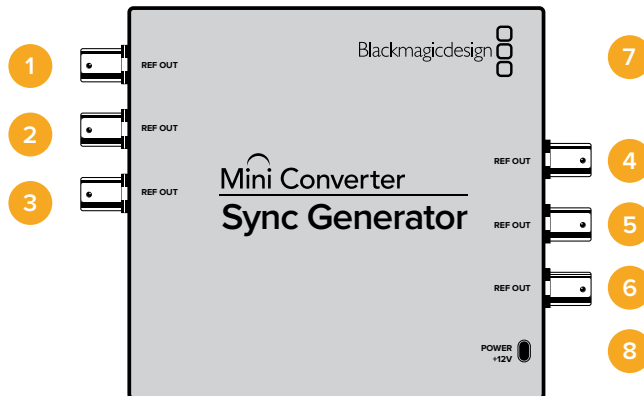 Blackmagicdesign
1
REF OUT
7
2
REF OUT
REF OUT
4
3
REF OUT
Mini Converter
Sync Generator
REF OUT
5
REF OUT
6
POWER
+12V
8